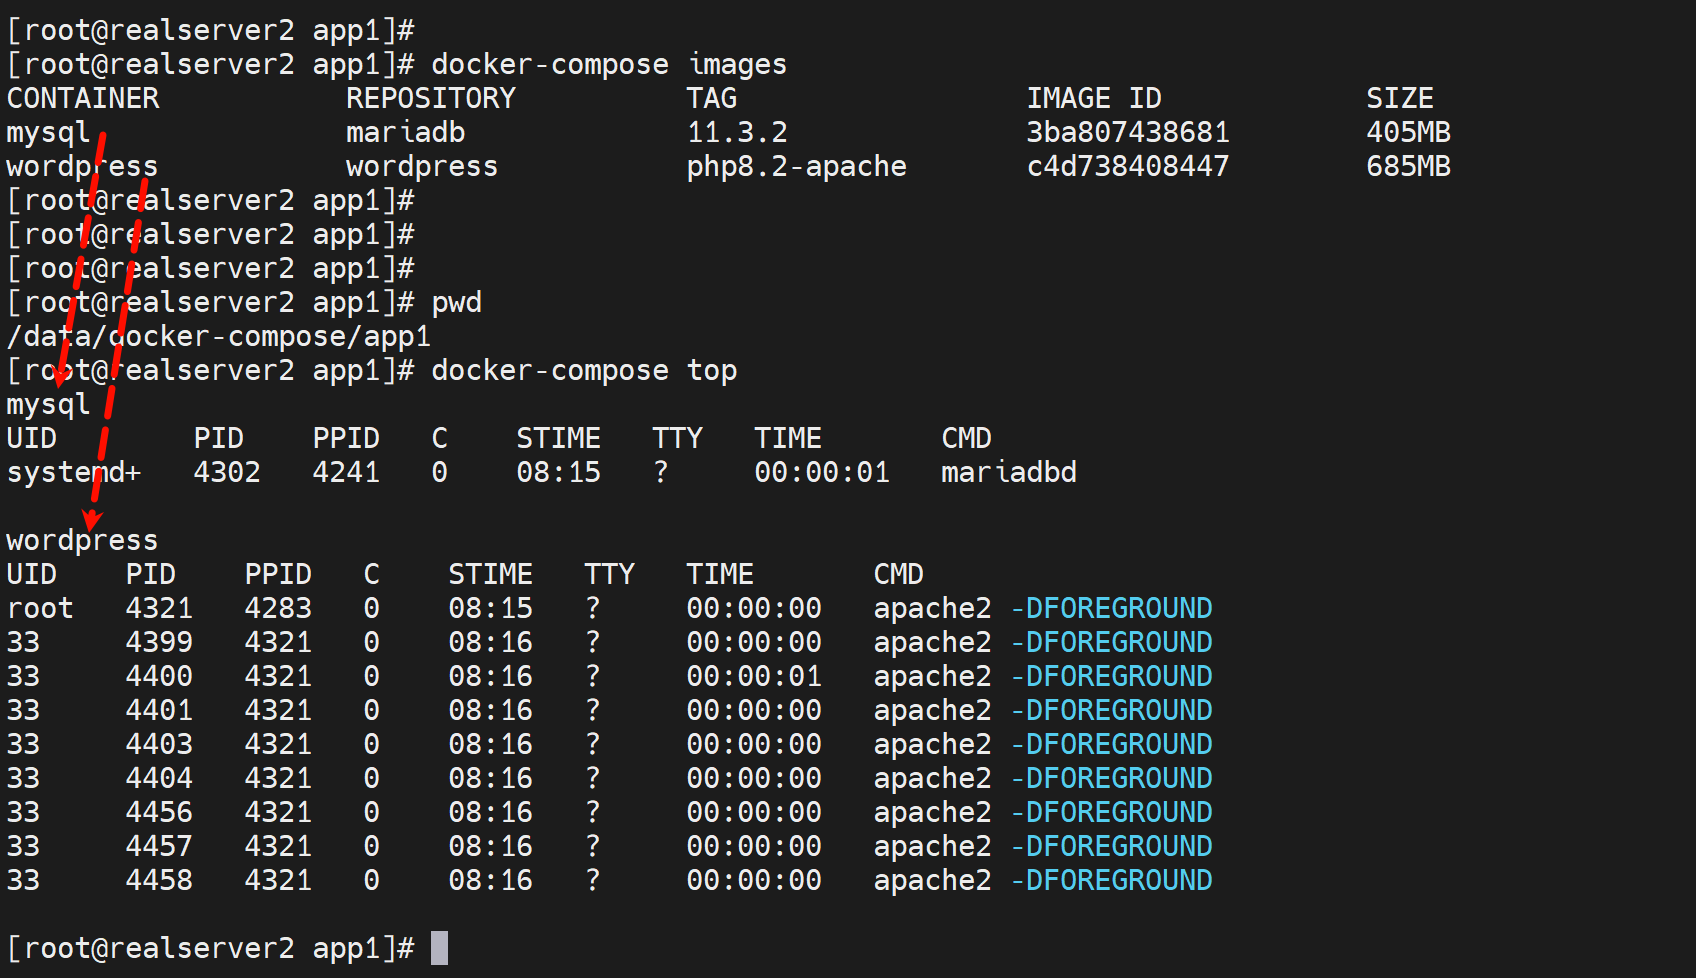 [root@realserver2 app1]#
[root@realserver2 app1]# docker-compose images
CONTAINER           REPOSITORY          TAG                 IMAGE ID            SIZE
mysql               mariadb             11.3.2              3ba807438681        405MB
wordpress           wordpress           php8.2-apache       c4d738408447        685MB
[root@realserver2 app1]#
[root@realserver2 app1]#
[root@realserver2 app1]#
[root@realserver2 app1]# pwd
/data/docker-compose/app1
[root@realserver2 app1]# docker-compose top
mysql
UID        PID    PPID   C    STIME   TTY   TIME       CMD
systemd+   4302   4241   0    08:15   ?     00:00:01   mariadbd
wordpress
UID    PID    PPID   C    STIME   TTY   TIME       CMD
root   4321   4283   0    08:15   ?     00:00:00   apache2 -DFOREGROUND
33     4399   4321   0    08:16   ?     00:00:00   apache2 -DFOREGROUND
33     4400   4321   0    08:16   ?     00:00:01   apache2 -DFOREGROUND
33     4401   4321   0    08:16   ?     00:00:00   apache2 -DFOREGROUND
33     4403   4321   0    08:16   ?     00:00:00   apache2 -DFOREGROUND
33     4404   4321   0    08:16   ?     00:00:00   apache2 -DFOREGROUND
33     4456   4321   0    08:16   ?     00:00:00   apache2 -DFOREGROUND
33     4457   4321   0    08:16   ?     00:00:00   apache2 -DFOREGROUND
33     4458   4321   0    08:16   ?     00:00:00   apache2 -DFOREGROUND
[root@realserver2 app1]#